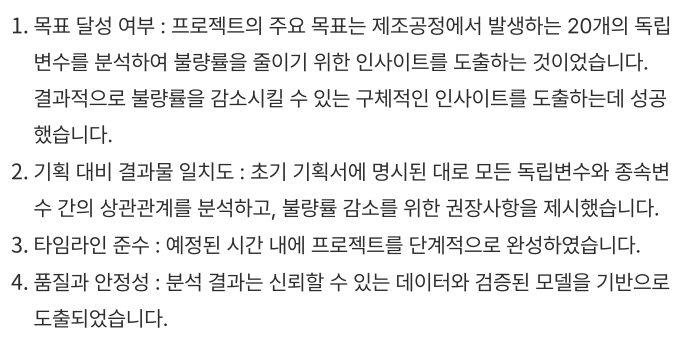 1. 목표 달성 여부 : 프로젝트의 주요 목표는 제조공정에서 발생하는 20개의 독립
변수를 분석하여 불량률을 줄이기 위한 인사이트를 도출하는 것이었습니다.
결과적으로 불량률을 감소시킬 수 있는 구체적인 인사이트를 도출하는데 성공
했습니다.
2. 기획 대비 결과물 일치도 : 초기 기획서에 명시된 대로 모든 독립변수와 종속변
수 간의 상관관계를 분석하고, 불량률 감소를 위한 권장사항을 제시했습니다.
3. 타임라인 준수 : 예정된 시간 내에 프로젝트를 단계적으로 완성하였습니다.
4. 품질과 안정성 : 분석 결과는 신뢰할 수 있는 데이터와 검증된 모델을 기반으로
도출되었습니다.